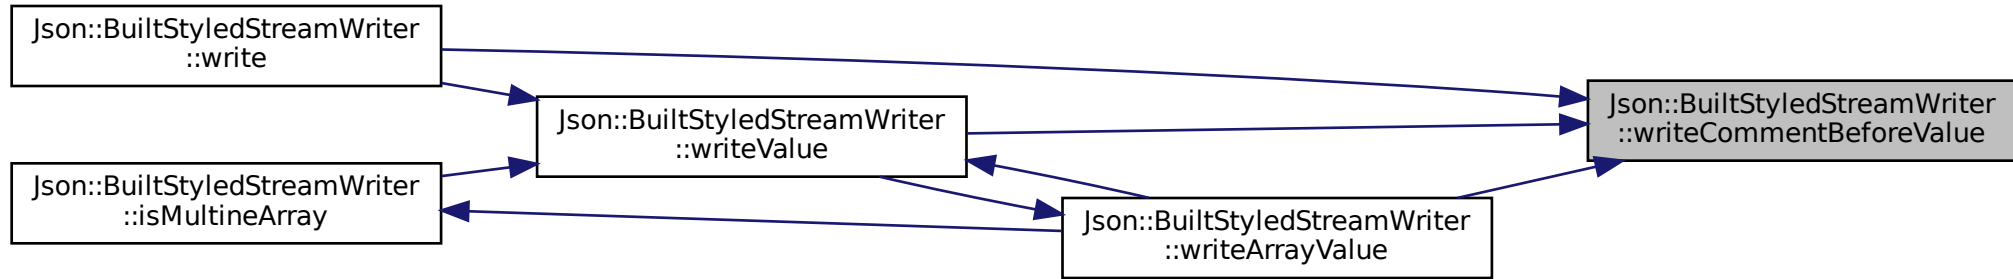 Json::BuiltStyledStreamWriter
::write
Json::BuiltStyledStreamWriter
::writeValue
Json::BuiltStyledStreamWriter
::isMultineArray
Json::BuiltStyledStreamWriter
::writeArrayValue
Json::BuiltStyledStreamWriter
::writeCommentBeforeValue